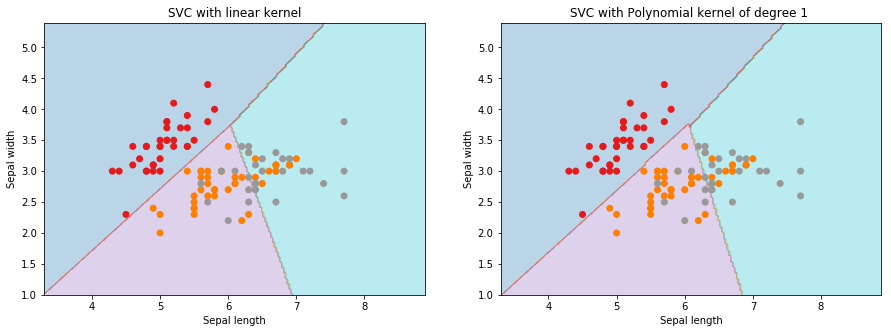 SVC with linear kernel
SVC with Polynomial kernel of degree 1
Sepal width
5.0
4.5
4.0
3.5
3.0
2.5
2.0
1.5
1.0
4 5 6 7 8
Sepal length
Sepal width
5.0
4.5
4.0
3.5
3.0
2.5
2.0
1.5
1.0
4 5 6 7 8
Sepal length